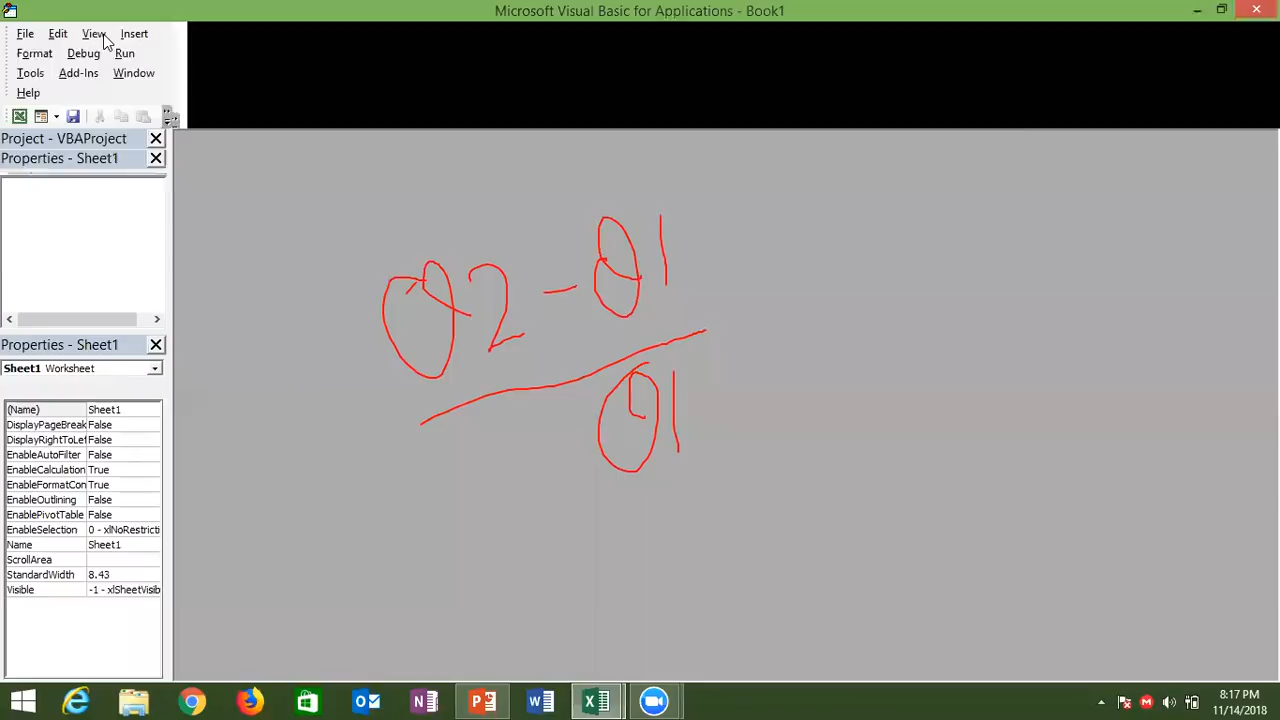 Microsoft Visual Basic for Applications - Book1
File Edit View Insert
Format Debug Run
Tools Add-Ins Window
Help
Project - VBAProject
Properties - Sheet1
Q2 - Q1
Q1
Properties - Sheet1
Sheet1 Worksheet
(Name) Sheet1
DisplayPageBreak False
DisplayRightToLef False
EnableAutoFilter False
EnableCalculation True
EnableFormatCon True
EnableOutlining False
EnablePivotTable False
EnableSelection 0 - xlNoRestricti
Name Sheet1
ScrollArea
StandardWidth 8.43
Visible -1 - xlSheetVisib
8:17 PM
11/14/2018